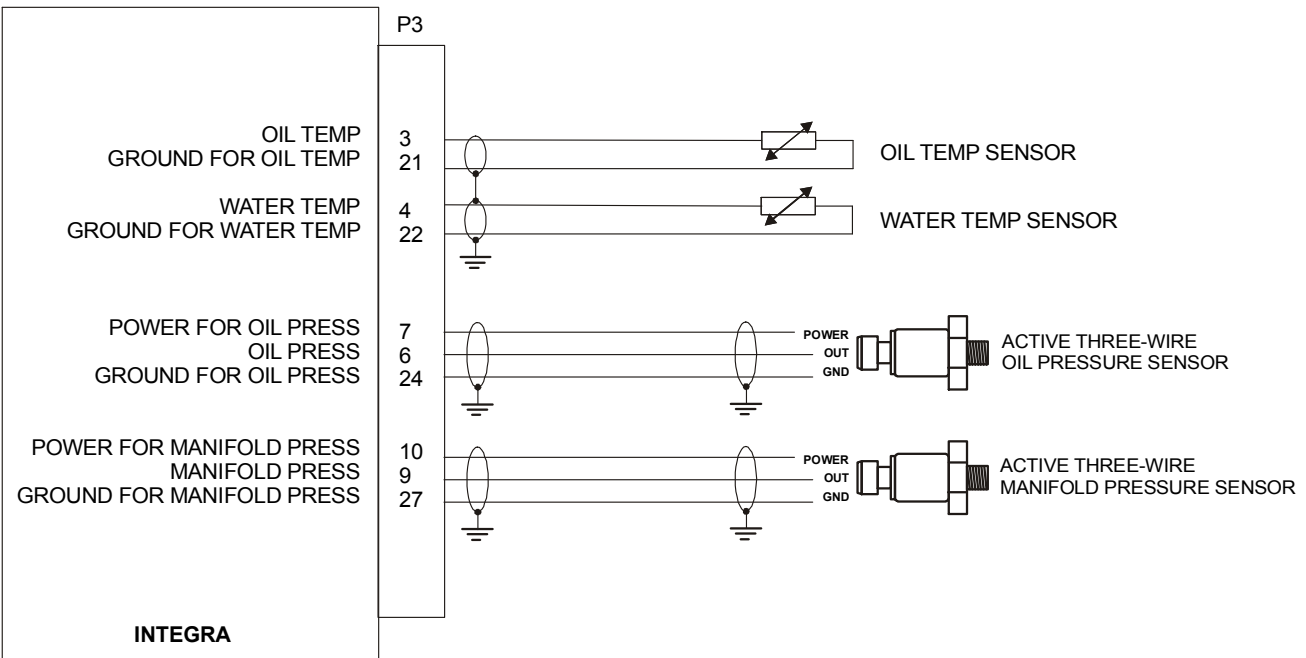 P3
OIL TEMP 3
GROUND FOR OIL TEMP 21
OIL TEMP SENSOR
WATER TEMP 4
GROUND FOR WATER TEMP 22
WATER TEMP SENSOR
POWER FOR OIL PRESS 7 POWER
OIL PRESS 6 OUT
GROUND FOR OIL PRESS 24 GND
ACTIVE THREE-WIRE
OIL PRESSURE SENSOR
POWER FOR MANIFOLD PRESS 10 POWER
MANIFOLD PRESS 9 OUT
GROUND FOR MANIFOLD PRESS 27 GND
ACTIVE THREE-WIRE
MANIFOLD PRESSURE SENSOR
INTEGRA